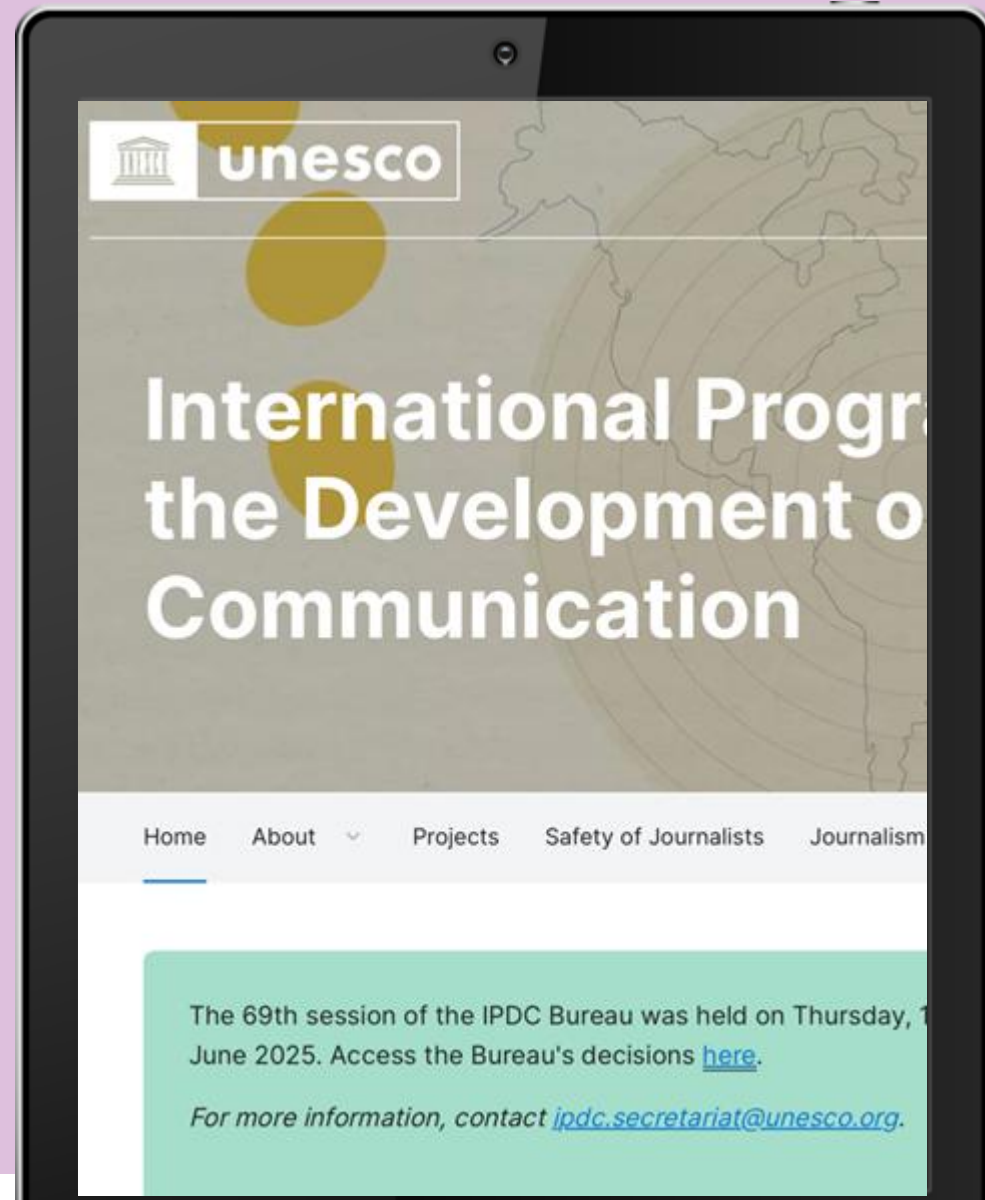 unesco
International Progr
the Development o
Communication
Home About Projects Safety of Journalists Journalism
The 69th session of the IPDC Bureau was held on Thursday, 1
June 2025. Access the Bureau's decisions here.
For more information, contact ipdc.secretariat@unesco.org.